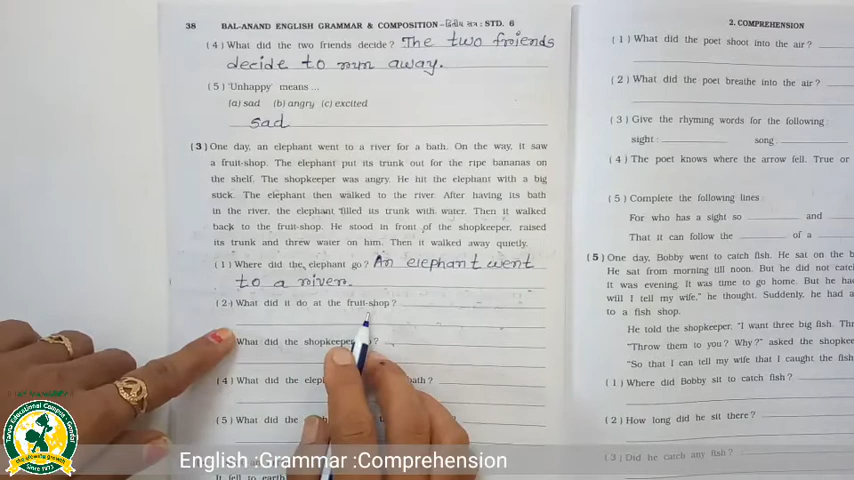 38 BAL-ANAND ENGLISH GRAMMAR & COMPOSITION - દ્વિતીય સત્ર : STD. 6
( 4 ) What did the two friends decide? The two friends
decide to run away.
( 5 ) 'Unhappy' means ...
(a) sad (b) angry (c) excited
sad
( 3 ) One day, an elephant went to a river for a bath. On the way, it saw
a fruit-shop. The elephant put its trunk out for the ripe bananas on
the shelf. The shopkeeper was angry. He hit the elephant with a big
stick. The elephant then walked to the river. After having its bath
in the river, the elephant filled its trunk with water. Then it walked
back to the fruit-shop. He stood in front of the shopkeeper, raised
its trunk and threw water on him. Then it walked away quietly.
( 1 ) Where did the elephant go? An elephant went
to a river.
( 2 ) What did it do at the fruit-shop?
What did the shopkeeper ?
( 4 ) What did the bath?
( 5 ) What did the
It fell to earth
2. COMPREHENSION
( 1 ) What did the poet shoot into the air?
( 2 ) What did the poet breathe into the air?
( 3 ) Give the rhyming words for the following :
sight : song :
( 4 ) The poet knows where the arrow fell. True or
( 5 ) Complete the following lines
For who has a sight so and
That it can follow the of a
( 5 ) One day, Bobby went to catch fish. He sat on the b
He sat from morning till noon. But he did not catch
It was evening. It was time to go home. But he
will I tell my wife,' he thought. Suddenly, he had a
to a fish shop.
He told the shopkeeper, "I want three big fish. Thr
"Throw them to you? Why?" asked the shopkee
"So that I can tell my wife that I caught the fish
( 1 ) Where did Bobby sit to catch fish?
( 2 ) How long did he sit there?
( 3 ) Did he catch any fish?
the glowing garden
Since 1973
English :Grammar :Comprehension